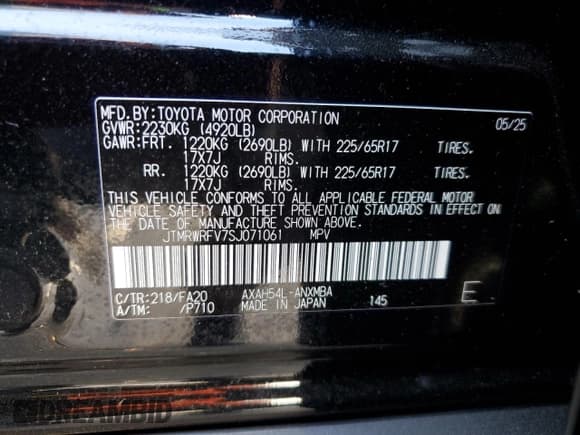 MFD. BY: TOYOTA MOTOR CORPORATION 05/25
GVWR: 2230KG (4920LB)
GAWR: FRT. 1220KG (2690LB) WITH 225/65R17 TIRES.
17X7J RIMS.
RR. 1220KG (2690LB) WITH 225/65R17 TIRES.
17X7J RIMS.
THIS VEHICLE CONFORMS TO ALL APPLICABLE FEDERAL MOTOR
VEHICLE SAFETY AND THEFT PREVENTION STANDARDS IN EFFECT ON
THE DATE OF MANUFACTURE SHOWN ABOVE.
JTMRWRFV7SJ071061 MPV
C/TR: 218/FA20 AXAH54L-ANXMBA
A/TM: /P710 MADE IN JAPAN 145 E
DREAMBID